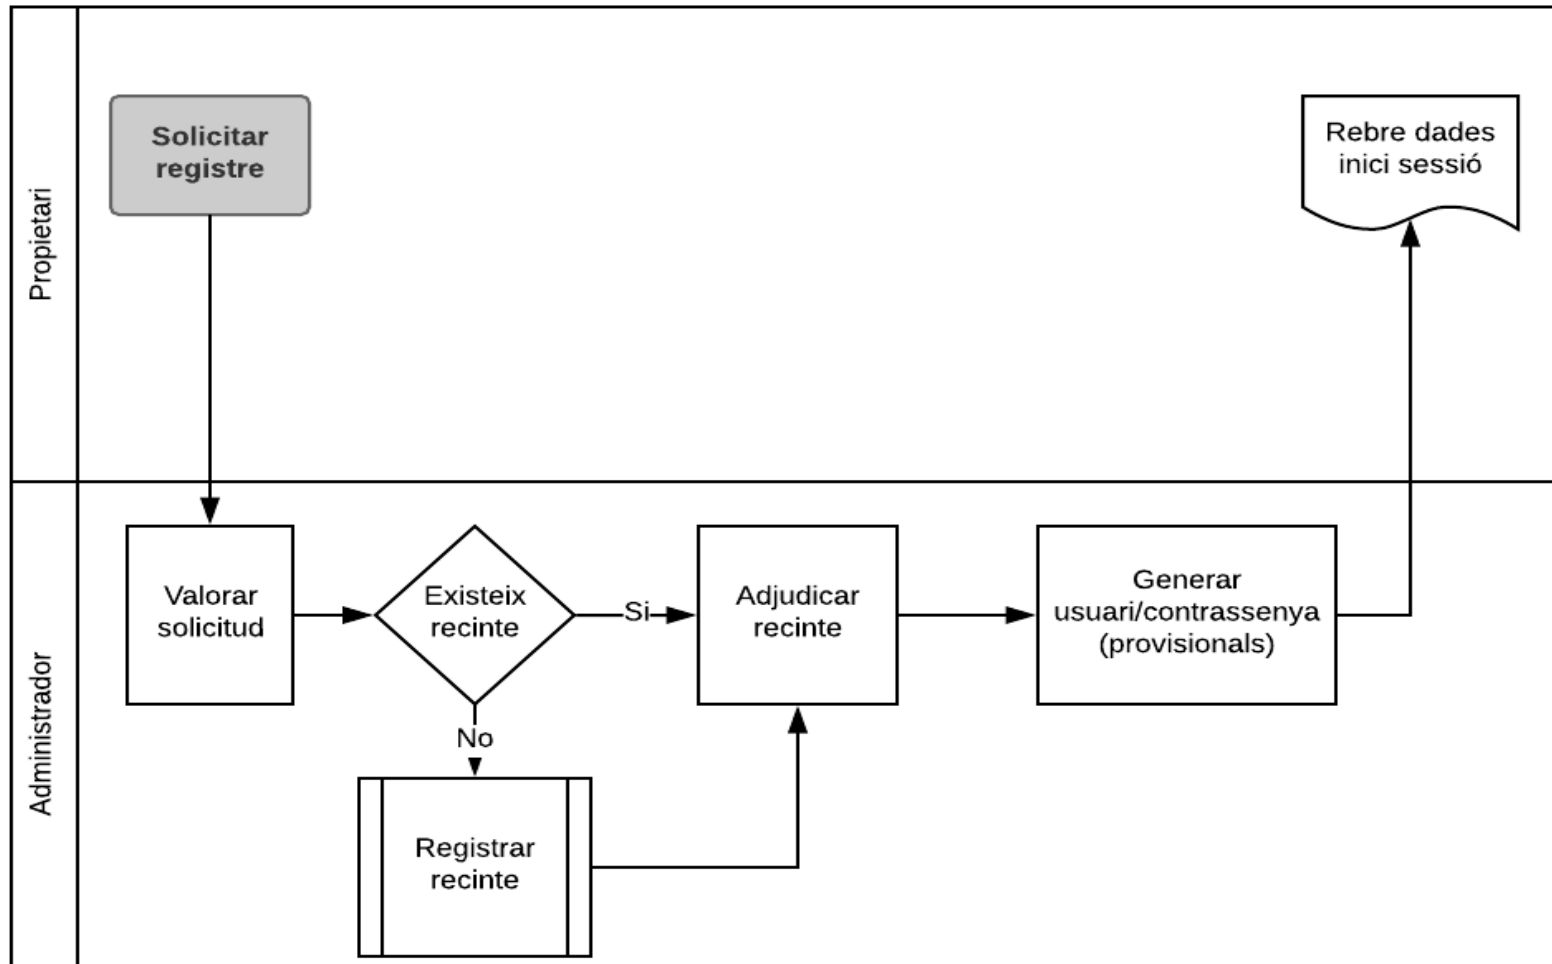 Propietari
Solicitar
registre
Rebre dades
inici sessió
Administrador
Valorar
solicitud
Existeix
recinte
Si
Adjudicar
recinte
Generar
usuari/contrassenya
(provisionals)
No
Registrar
recinte